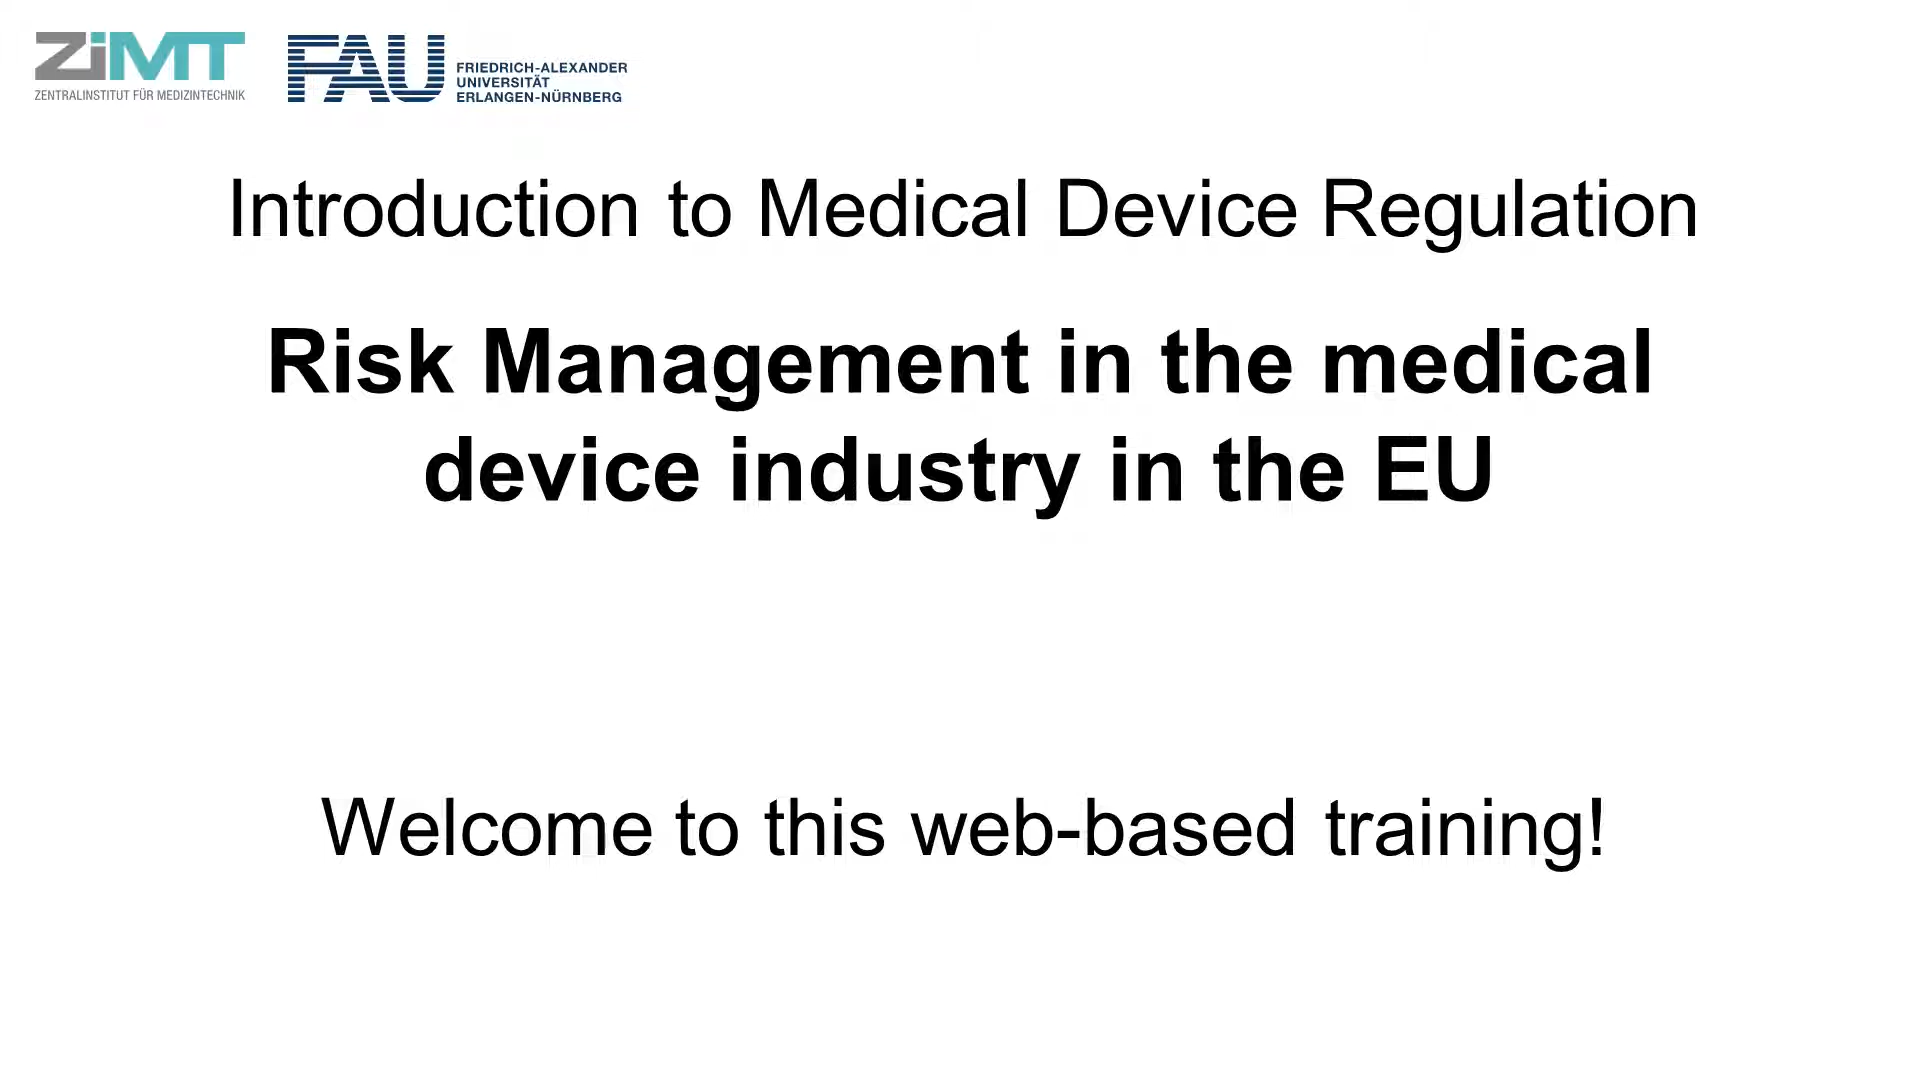 ZiMT
ZENTRALINSTITUT FÜR MEDIZINTECHNIK
FAU
FRIEDRICH-ALEXANDER
UNIVERSITÄT
ERLANGEN-NÜRNBERG
Introduction to Medical Device Regulation
Risk Management in the medical
device industry in the EU
Welcome to this web-based training!